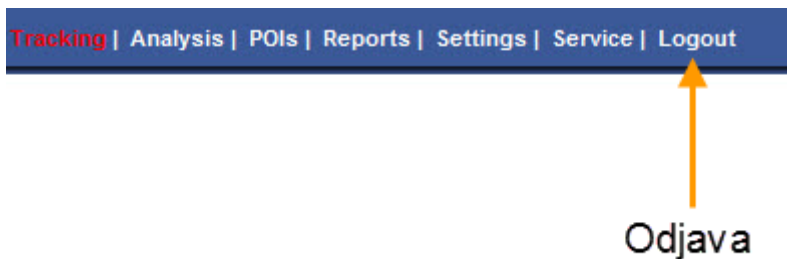 Tracking | Analysis | POIs | Reports | Settings | Service | Logout
Odjava